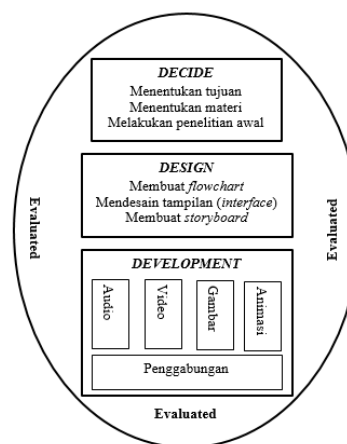 DECIDE
Menentukan tujuan
Menentukan materi
Melakukan penelitian awal
DESIGN
Membuat flowchart
Mendesain tampilan (interface)
Membuat storyboard
Evaluated
Evaluated
DEVELOPMENT
Audio
Video
Gambar
Animasi
Penggabungan
Evaluated